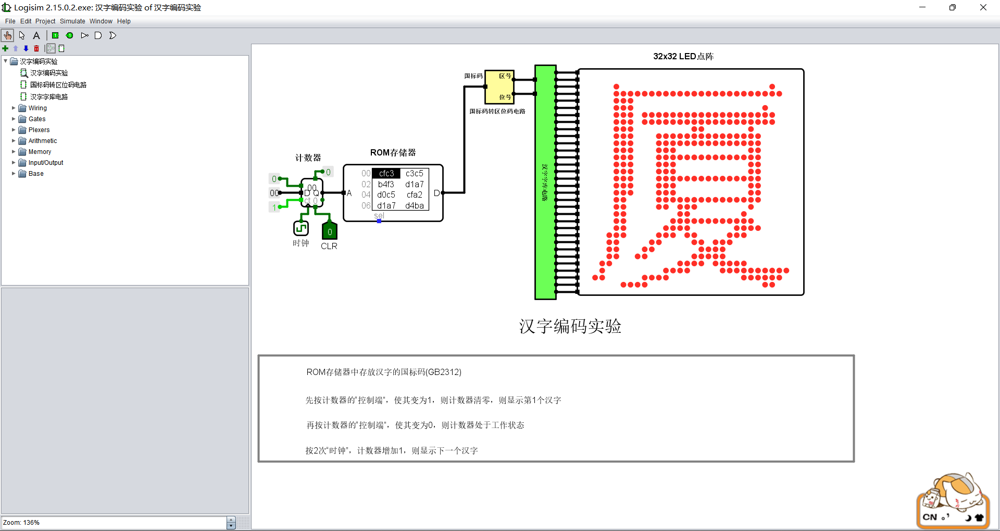 Logisim 2.15.0.2.exe: 汉字编码实验 of 汉字编码实验
File Edit Project Simulate Window Help
汉字编码实验
汉字编码实验
国标码转区位码电路
汉字字库电路
Wiring
Gates
Plexers
Arithmetic
Memory
Input/Output
Base
Zoom: 136%
32x32 LED点阵
国标码 区号
位号
国标码转区位码电路
汉字字库电路
厦
计数器
ROM存储器
0
0
00
1
00
D Q
ct 0
时钟
0
CLR
00 cfc3 c3c5
02 b4f3 d1a7
04 d0c5 cfa2
06 d1a7 d4ba
A
D
sel
汉字编码实验
ROM存储器中存放汉字的国标码(GB2312)
先按计数器的“控制端”，使其变为1，则计数器清零，则显示第1个汉字
再按计数器的“控制端”，使其变为0，则计数器处于工作状态
按2次“时钟”，计数器增加1，则显示下一个汉字
CN